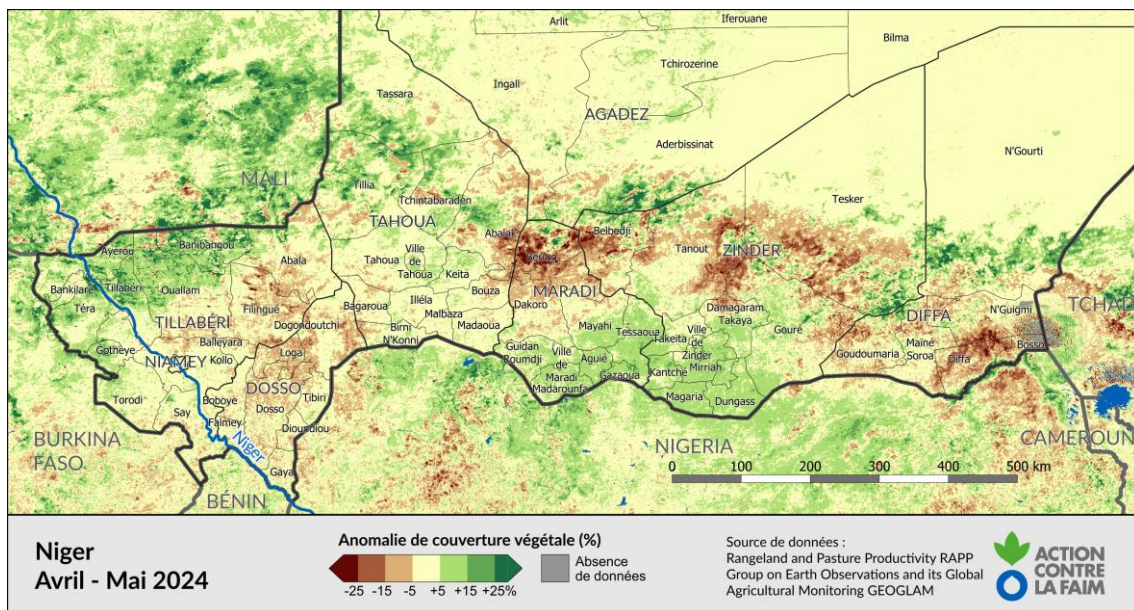 Arlit
Iferouane
Bilma
Tchirozerine
Ingall
Tassara
AGADEZ
Aderbissinat
N'Gourti
MALI
Tillia
Tchintabaraden
Tesker
TAHOUA
Abalak
Belbedji
Ayerou
Banibangou
Abala
Tahoua
Ville
de
Tahoua
Keita
Bermo
Tanout
ZINDER
Bankilaré
Tillabéri
Ouallam
Téra
Filingué
Bagaroua
Illéla
Bouza
MARADI
Dakoro
Damagaram
Takaya
Gouré
N'Guigmi
TCHAD
DIFFA
TILLABÉRI
Dogondoutchi
Birni
N'Konni
Malbaza
Madaoua
Mayahi
Tessaoua
Takeita
Ville
de
Zinder
Mirriah
Goudoumaria
Maïné
Soroa
Diffa
Bosso
Gotheye
NIAMEY
Balleyara
Kollo
Loga
Guidan
Roumdji
Ville
de
Maradi
Madarounfa
Aguié
Gazaoua
Kantché
Magaria
Dungass
Torodi
Say
Boboye
DOSSO
Dosso
Tibiri
Falmey
Dioundiou
Gaya
BURKINA
FASO
Niger
BÉNIN
NIGERIA
CAMEROUN
0 100 200 300 400 500 km
Niger
Avril - Mai 2024
Anomalie de couverture végétale (%)
-25 -15 -5 +5 +15 +25%
Absence
de données
Source de données :
Rangeland and Pasture Productivity RAPP
Group on Earth Observations and its Global
Agricultural Monitoring GEOGLAM
ACTION
CONTRE
LA FAIM